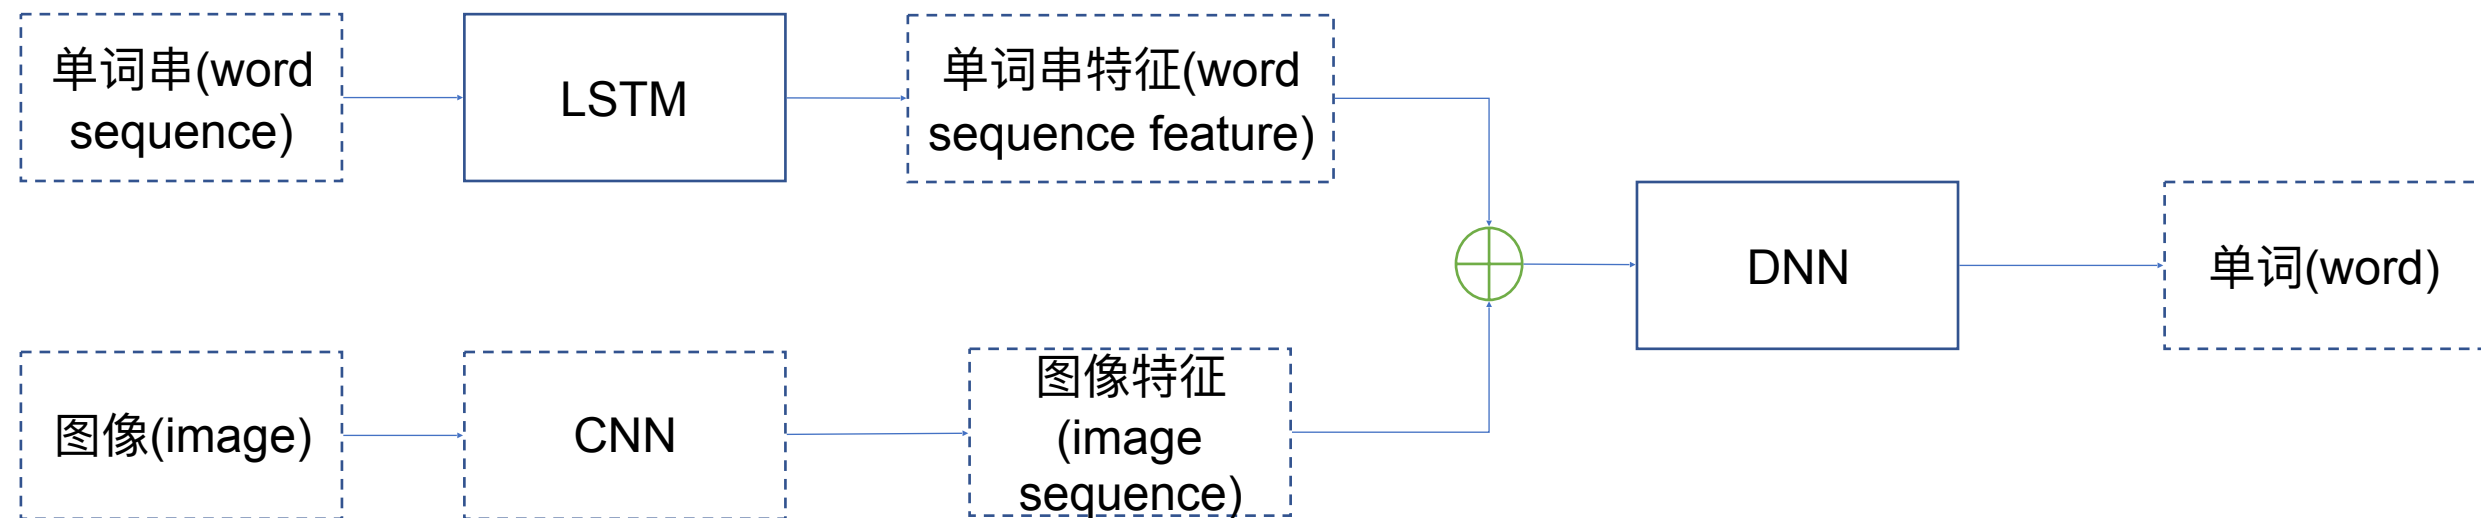 单词串(word
sequence)
LSTM
单词串特征(word
sequence feature)
DNN
单词(word)
图像(image)
CNN
图像特征
(image
sequence)